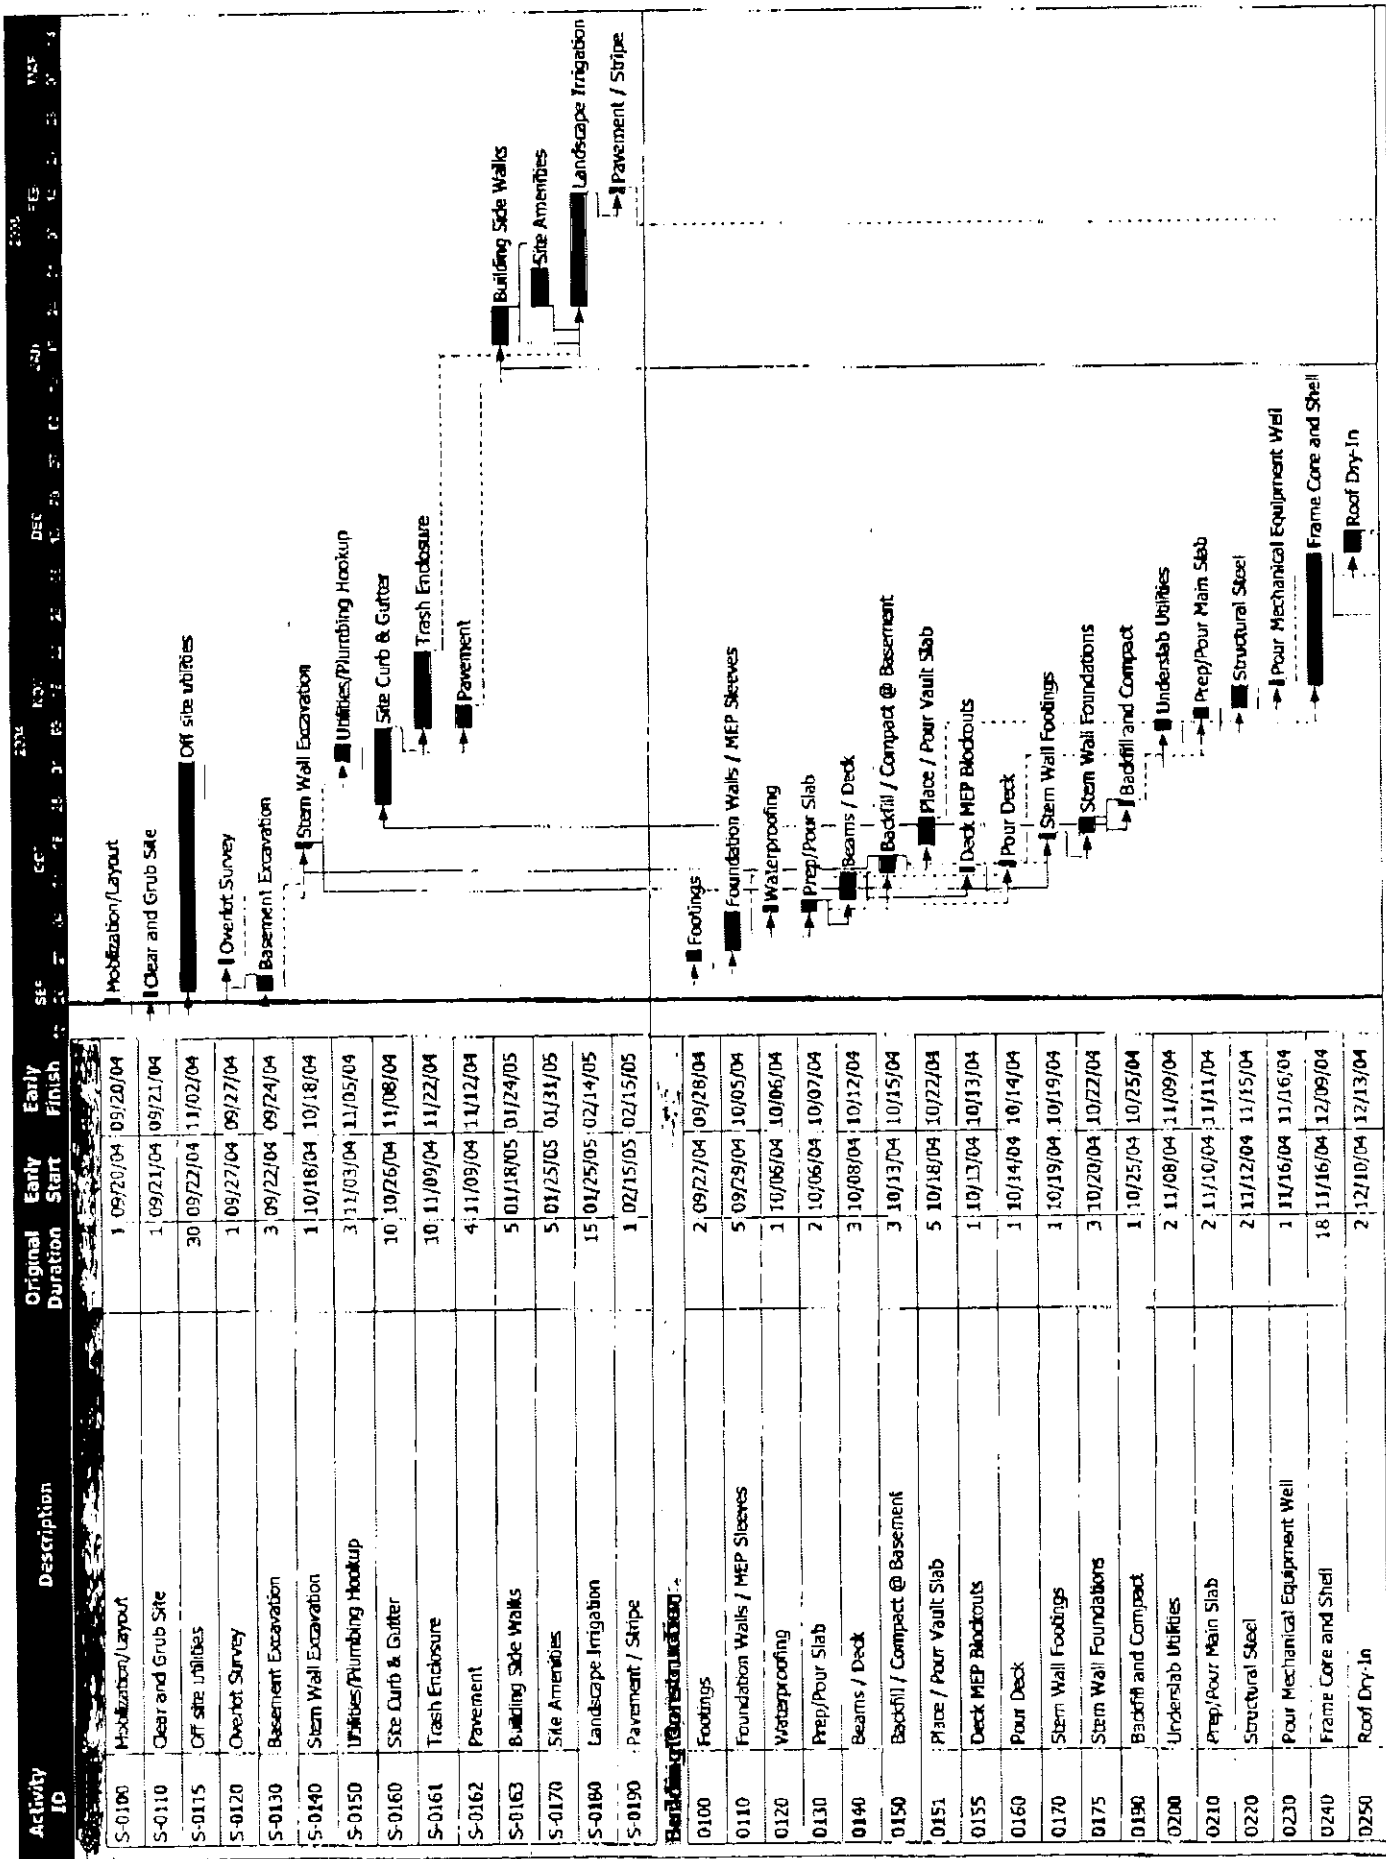 Activity ID Description Original Duration Early Start Early Finish
SEP NOV DEC FEB
S-0100 Mobilization/Layout 1 09/20/04 09/20/04 Mobilization/Layout
S-0110 Clear and Grub Site 1 09/21/04 09/21/04 Clear and Grub Site
S-0115 Off site utilities 30 09/22/04 11/02/04 Off site utilities
S-0120 Overlot Survey 1 09/27/04 09/27/04 Overlot Survey
S-0130 Basement Excavation 3 09/22/04 09/24/04 Basement Excavation
S-0140 Stem Wall Excavation 1 10/18/04 10/18/04 Stem Wall Excavation
S-0150 Utilities/Plumbing Hookup 3 11/03/04 11/05/04 Utilities/Plumbing Hookup
S-0160 Site Curb & Gutter 10 10/26/04 11/08/04 Site Curb & Gutter
S-0161 Trash Enclosure 10 11/09/04 11/22/04 Trash Enclosure
S-0162 Pavement 4 11/09/04 11/12/04 Pavement
S-0163 Building Side Walks 5 01/18/05 01/24/05 Building Side Walks
S-0170 Site Amenities 5 01/25/05 01/31/05 Site Amenities
S-0180 Landscape Irrigation 15 01/25/05 02/14/05 Landscape Irrigation
S-0190 Pavement / Stripe 1 02/15/05 02/15/05 Pavement / Stripe
Building Construction
0100 Footings 2 09/27/04 09/28/04 Footings
0110 Foundation Walls / MEP Sleeves 5 09/29/04 10/05/04 Foundation Walls / MEP Sleeves
0120 Waterproofing 1 10/06/04 10/06/04 Waterproofing
0130 Prep/Pour Slab 2 10/06/04 10/07/04 Prep/Pour Slab
0140 Beams / Deck 3 10/08/04 10/12/04 Beams / Deck
0150 Backfill / Compact @ Basement 3 10/13/04 10/15/04 Backfill / Compact @ Basement
0151 Place / Pour Vault Slab 5 10/18/04 10/22/04 Place / Pour Vault Slab
0155 Deck MEP Blockouts 1 10/13/04 10/13/04 Deck MEP Blockouts
0160 Pour Deck 1 10/14/04 10/14/04 Pour Deck
0170 Stem Wall Footings 1 10/19/04 10/19/04 Stem Wall Footings
0175 Stem Wall Foundations 3 10/20/04 10/22/04 Stem Wall Foundations
0190 Backfill and Compact 1 10/25/04 10/25/04 Backfill and Compact
0200 Underslab Utilities 2 11/08/04 11/09/04 Underslab Utilities
0210 Prep/Pour Main Slab 2 11/10/04 11/11/04 Prep/Pour Main Slab
0220 Structural Steel 2 11/12/04 11/15/04 Structural Steel
0230 Pour Mechanical Equipment Well 1 11/16/04 11/16/04 Pour Mechanical Equipment Well
0240 Frame Core and Shell 18 11/16/04 12/09/04 Frame Core and Shell
0250 Roof Dry-In 2 12/10/04 12/13/04 Roof Dry-In